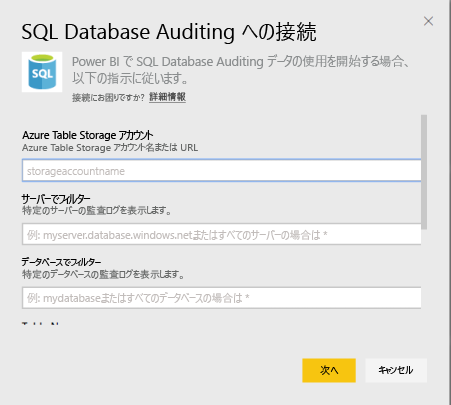 SQL Database Auditing への接続
Power BI で SQL Database Auditing データの使用を開始する場合、
以下の指示に従います。
SQL
接続にお困りですか? 詳細情報
Azure Table Storage アカウント
Azure Table Storage アカウント名または URL
storageaccountname
サーバーでフィルター
特定のサーバーの監査ログを表示します。
例: myserver.database.windows.netまたはすべてのサーバーの場合は *
データベースでフィルター
特定のデータベースの監査ログを表示します。
例: mydatabaseまたはすべてのデータベースの場合は *
次へ
キャンセル